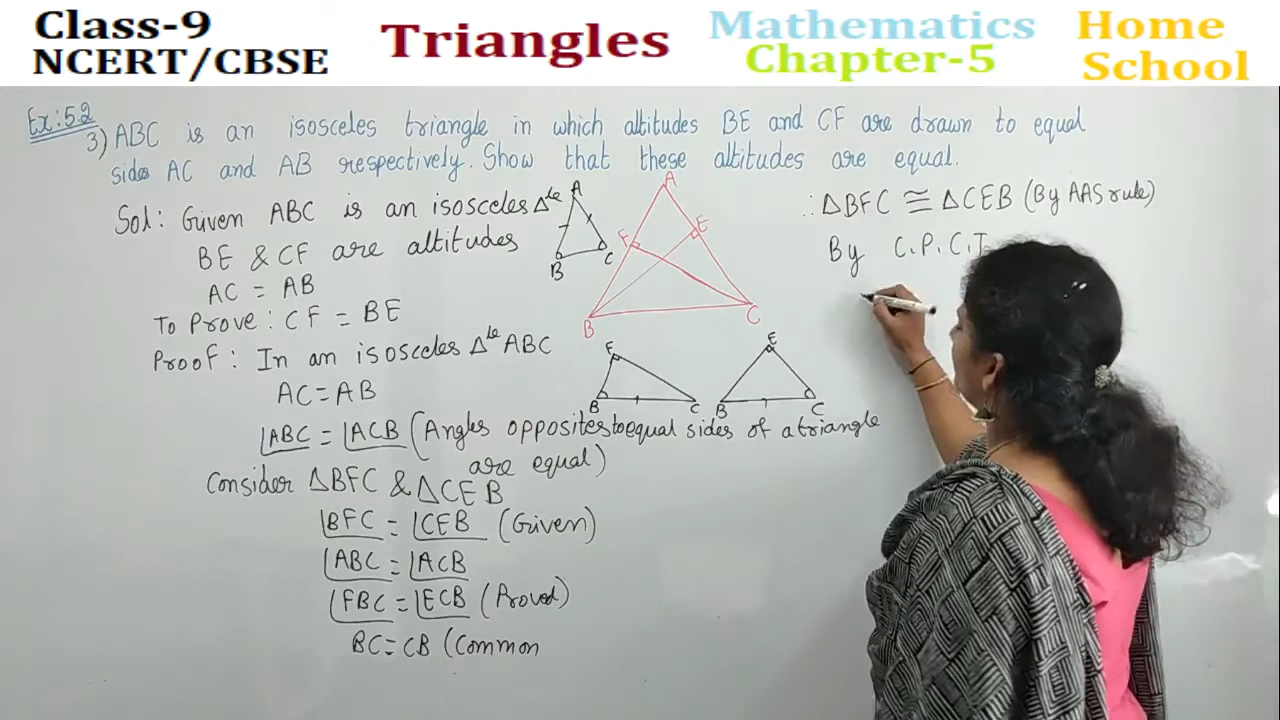 Class-9
NCERT/CBSE
Triangles
Mathematics
Chapter-5
Home
School
Ex:5.2
3) ABC is an isosceles triangle in which altitudes BE and CF are drawn to equal
sides AC and AB respectively. Show that these altitudes are equal.
Sol: Given ABC is an isosceles Δle
BE & CF are altitudes
AC = AB
To Prove: CF = BE
Proof: In an isosceles Δle ABC
AC = AB
∠ABC = ∠ACB (Angles opposites to equal sides of a triangle
are equal)
Consider ΔBFC & ΔCEB
∠BFC = ∠CEB (Given)
∠ABC = ∠ACB
∠FBC = ∠ECB (Proved)
BC = CB (Common
A
B
C
A
F
E
B
C
F
B
C
E
B
C
∴ ΔBFC ≅ ΔCEB (By AAS rule)
By C.P.C.T